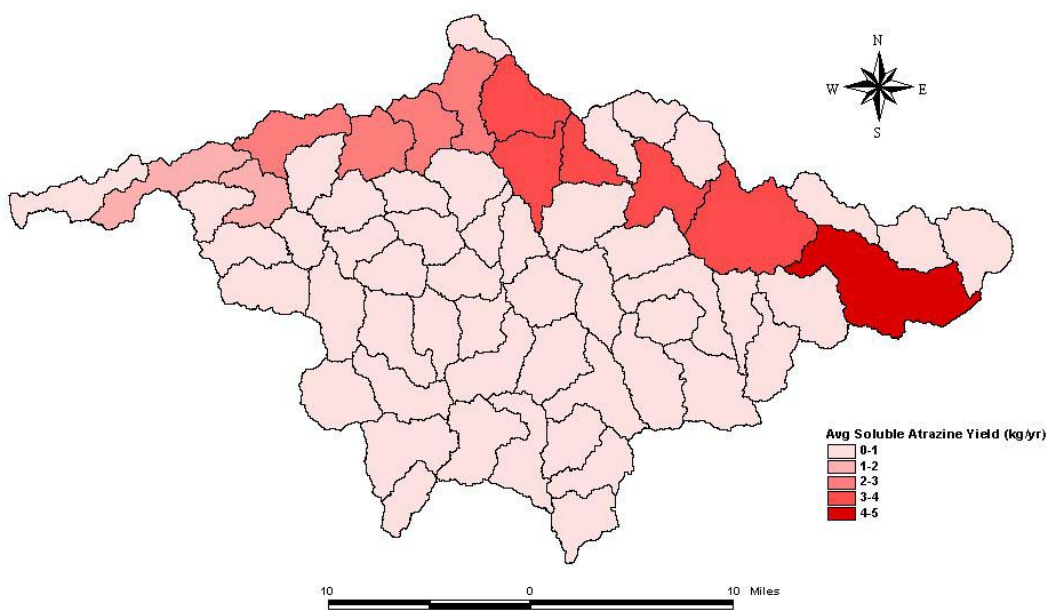 N
W E
S
Avg Soluble Atrazine Yield (kg/yr)
0-1
1-2
2-3
3-4
4-5
10 0 10 Miles